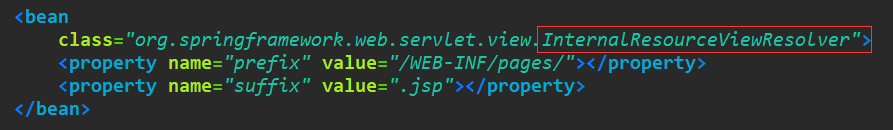 <bean
class="org.springframework.web.servlet.view.InternalResourceViewResolver">
<property name="prefix" value="/WEB-INF/pages/"></property>
<property name="suffix" value=".jsp"></property>
</bean>